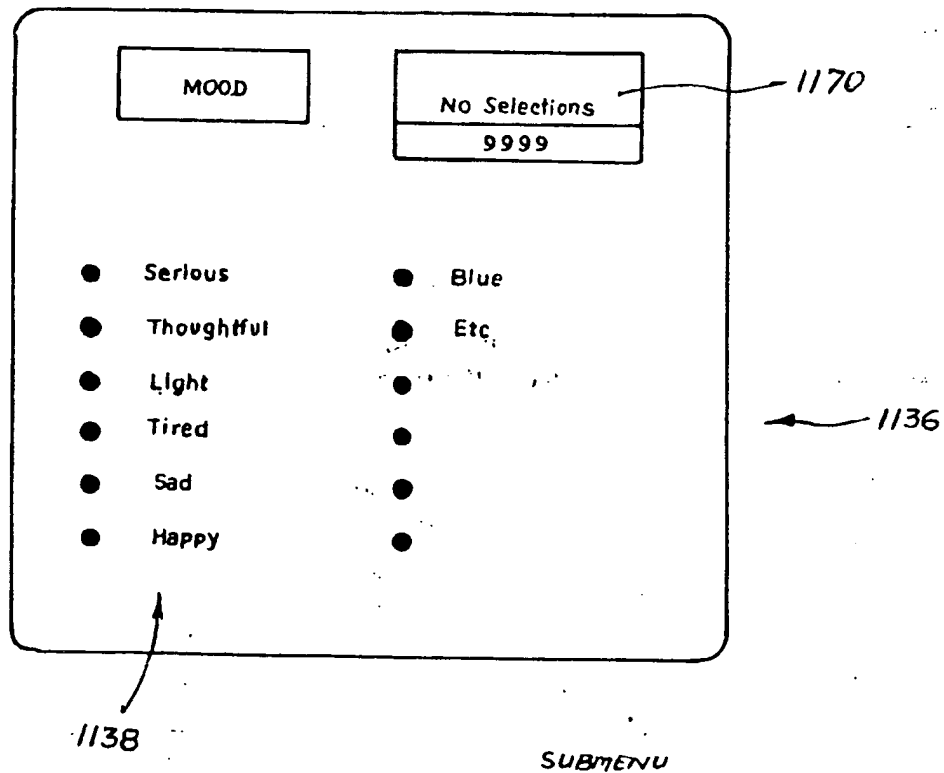 MOOD
No Selections
9999
1170
Serious
Thoughtful
Light
Tired
Sad
Happy
Blue
Etc.
1136
1138
SUBMENU